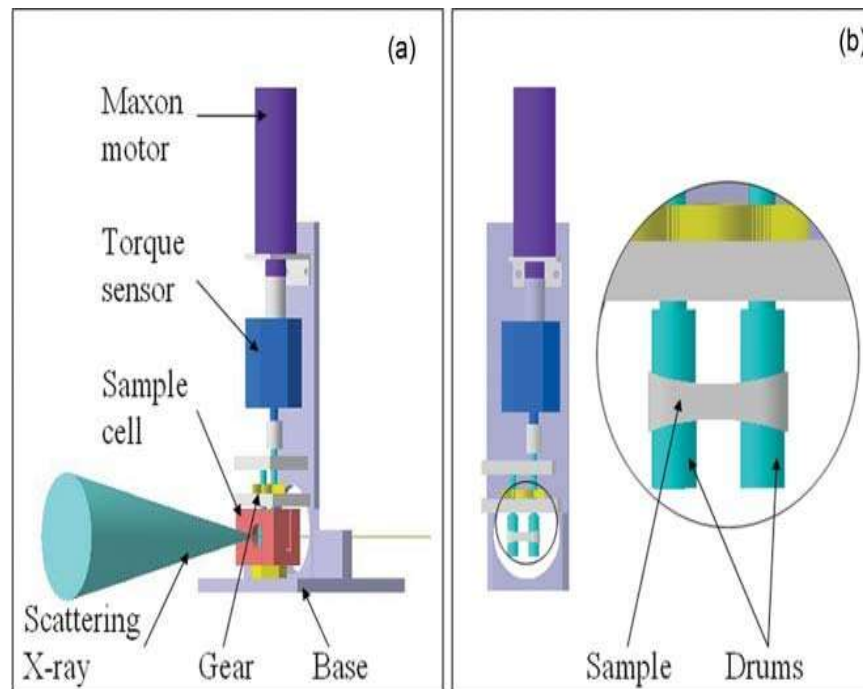 (a)
Maxon
motor
Torque
sensor
Sample
cell
Scattering
X-ray
Gear
Base
(b)
Sample
Drums